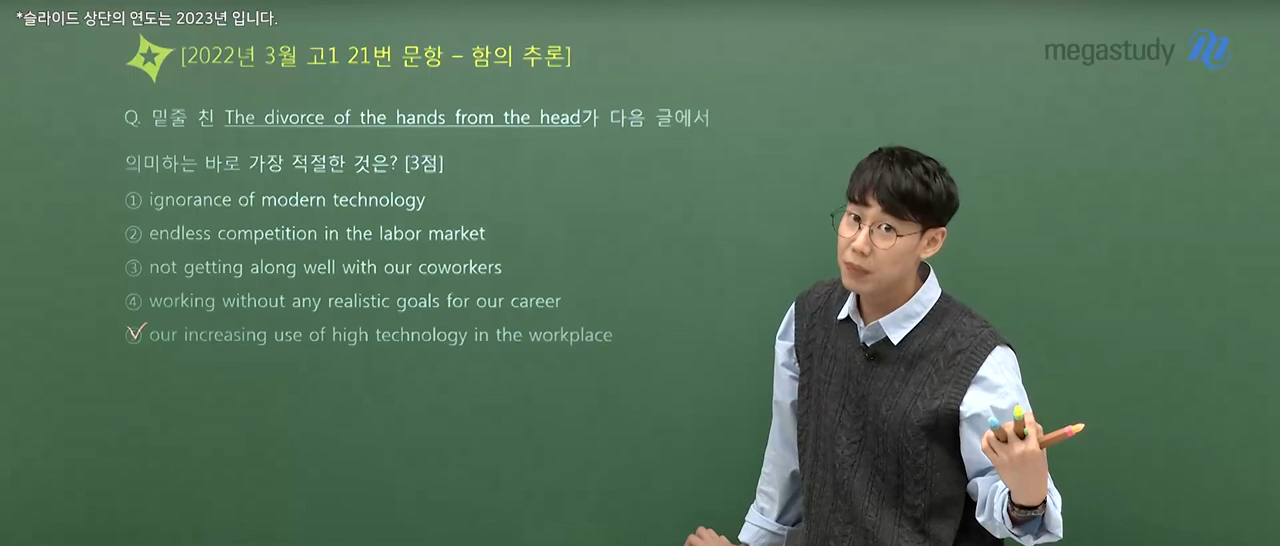 *슬라이드 상단의 연도는 2023년 입니다.
[2022년 3월 고1 21번 문항 – 함의 추론]
megastudy
Q. 밑줄 친 The divorce of the hands from the head가 다음 글에서
의미하는 바로 가장 적절한 것은? [3점]
① ignorance of modern technology
② endless competition in the labor market
③ not getting along well with our coworkers
④ working without any realistic goals for our career
⑤ our increasing use of high technology in the workplace